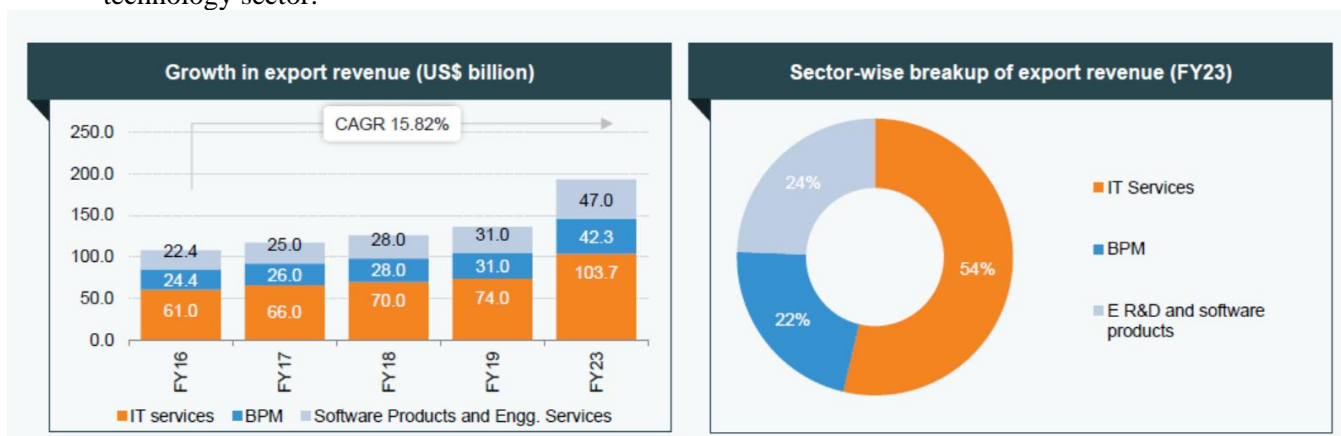 technology sector.
Growth in export revenue (US$ billion)
CAGR 15.82%
250.0
200.0
150.0
100.0
50.0
0.0
22.4
25.0
28.0
31.0
47.0
24.4
26.0
28.0
31.0
42.3
61.0
66.0
70.0
74.0
103.7
FY16
FY17
FY18
FY19
FY23
IT services BPM Software Products and Engg. Services
Sector-wise breakup of export revenue (FY23)
24%
54%
22%
IT Services
BPM
E R&D and software
products